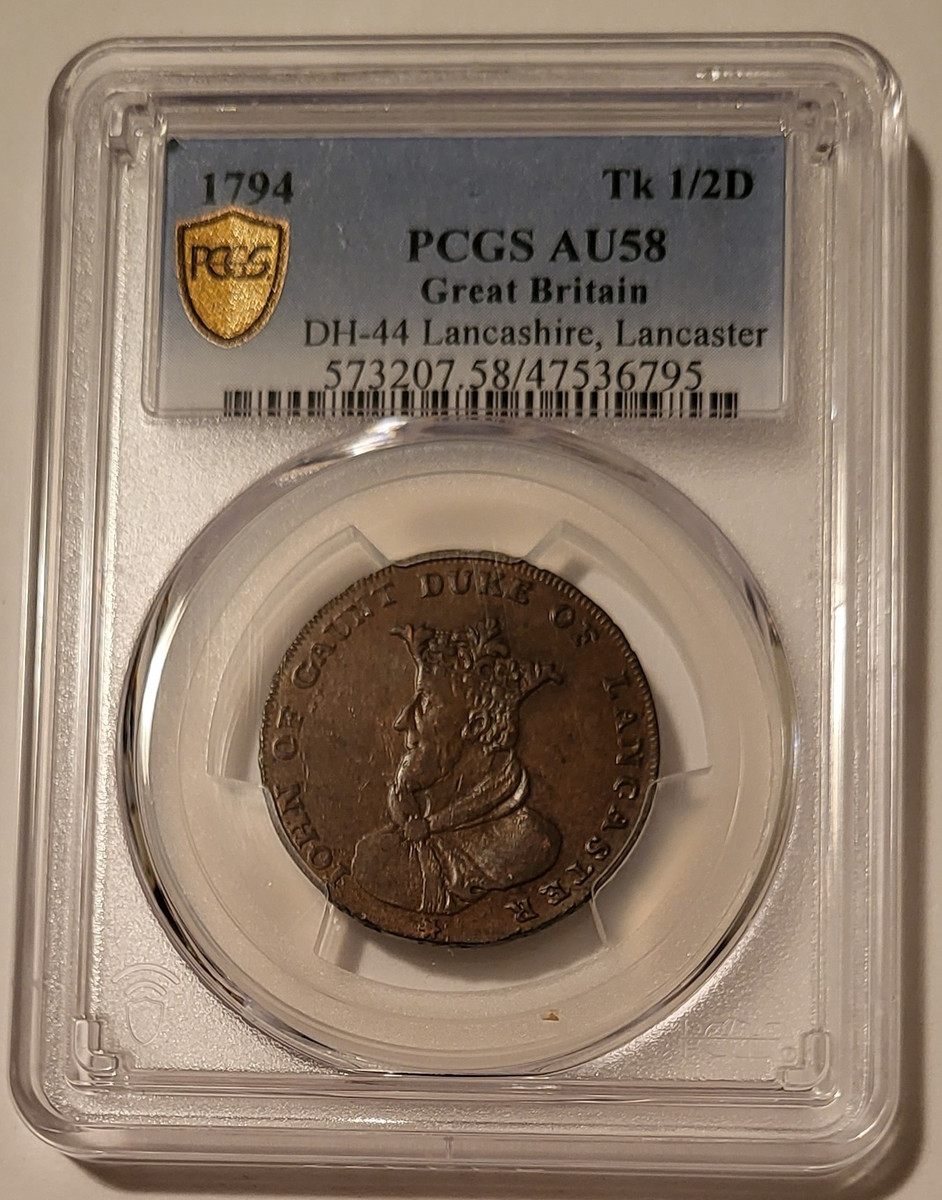 1794 Tk 1/2D
PCGS
PCGS AU58
Great Britain
DH-44 Lancashire, Lancaster
573207.58/47536795
IOHN OF GAUNT DUKE OF LANCASTER